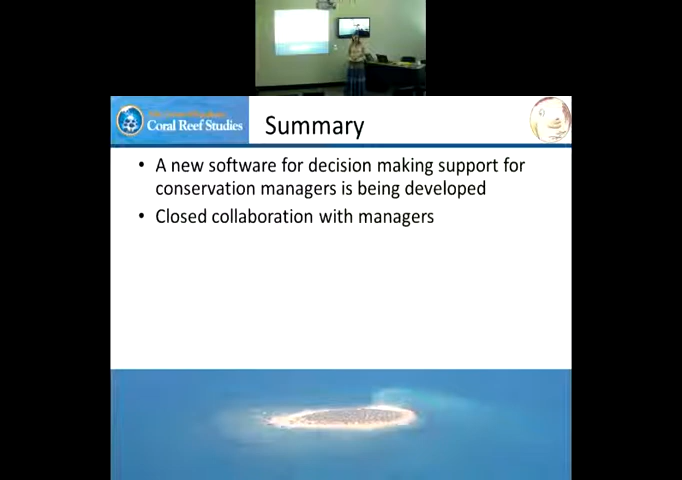 Coral Reef Studies
Summary
• A new software for decision making support for
conservation managers is being developed
• Closed collaboration with managers